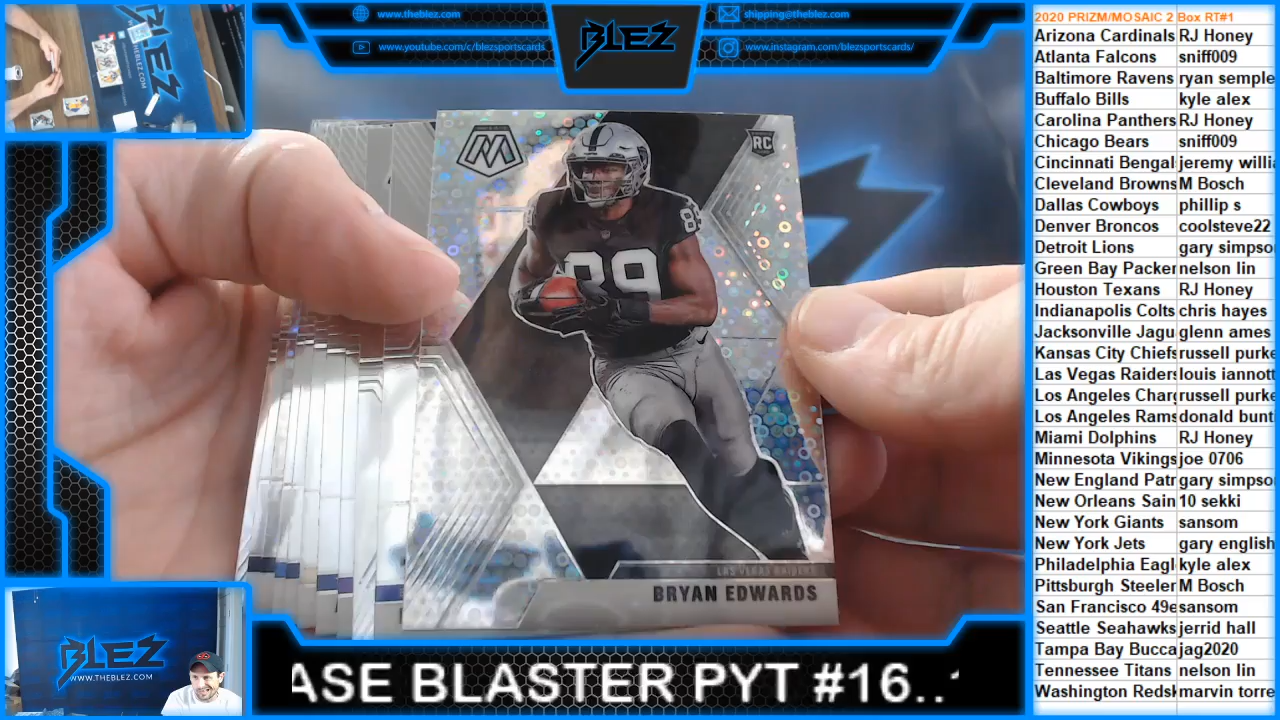 www.theblez.com
www.youtube.com/c/blezsportscards
BLEZ
shipping@theblez.com
www.instagram.com/blezsportscards/
BLEZ
THEBLEZ.COM
RC
89
89
LAS VEGAS RAIDERS
BRYAN EDWARDS
BLEZ
WWW.THEBLEZ.COM
ASE BLASTER PYT #16..
2020 PRIZM/MOSAIC 2 Box RT#1
Arizona Cardinals RJ Honey
Atlanta Falcons sniff009
Baltimore Ravens ryan semple
Buffalo Bills kyle alex
Carolina Panthers RJ Honey
Chicago Bears sniff009
Cincinnati Bengal jeremy willia
Cleveland Browns M Bosch
Dallas Cowboys phillip s
Denver Broncos coolsteve22
Detroit Lions gary simpso
Green Bay Packer nelson lin
Houston Texans RJ Honey
Indianapolis Colts chris hayes
Jacksonville Jagu glenn ames
Kansas City Chiefs russell purke
Las Vegas Raiders louis iannott
Los Angeles Charg russell purke
Los Angeles Rams donald bunt
Miami Dolphins RJ Honey
Minnesota Vikings joe 0706
New England Patr gary simpso
New Orleans Sain 10 sekki
New York Giants sansom
New York Jets gary english
Philadelphia Eagl kyle alex
Pittsburgh Steeler M Bosch
San Francisco 49e sansom
Seattle Seahawks jerrid hall
Tampa Bay Bucca jag2020
Tennessee Titans nelson lin
Washington Redsk marvin torre